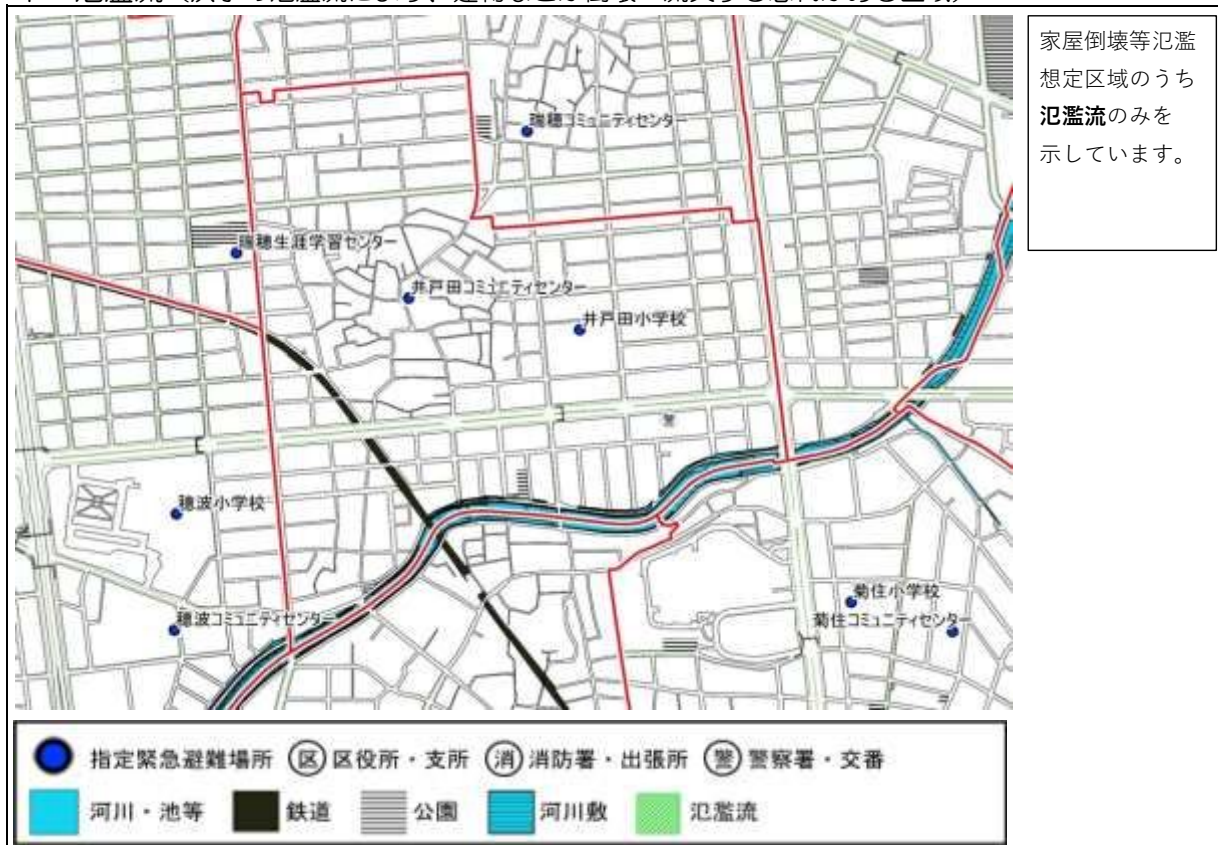 家屋倒壊等氾濫
想定区域のうち
氾濫流のみを
示しています。
瑞穂コミュニティセンター
瑞穂生涯学習センター
井戸田コミュニティセンター
井戸田小学校
穂波小学校
穂波コミュニティセンター
菊住小学校
菊住コミュニティセンター
指定緊急避難場所 区 区役所・支所 消 消防署・出張所 警 警察署・交番
河川・池等 鉄道 公園 河川敷 氾濫流